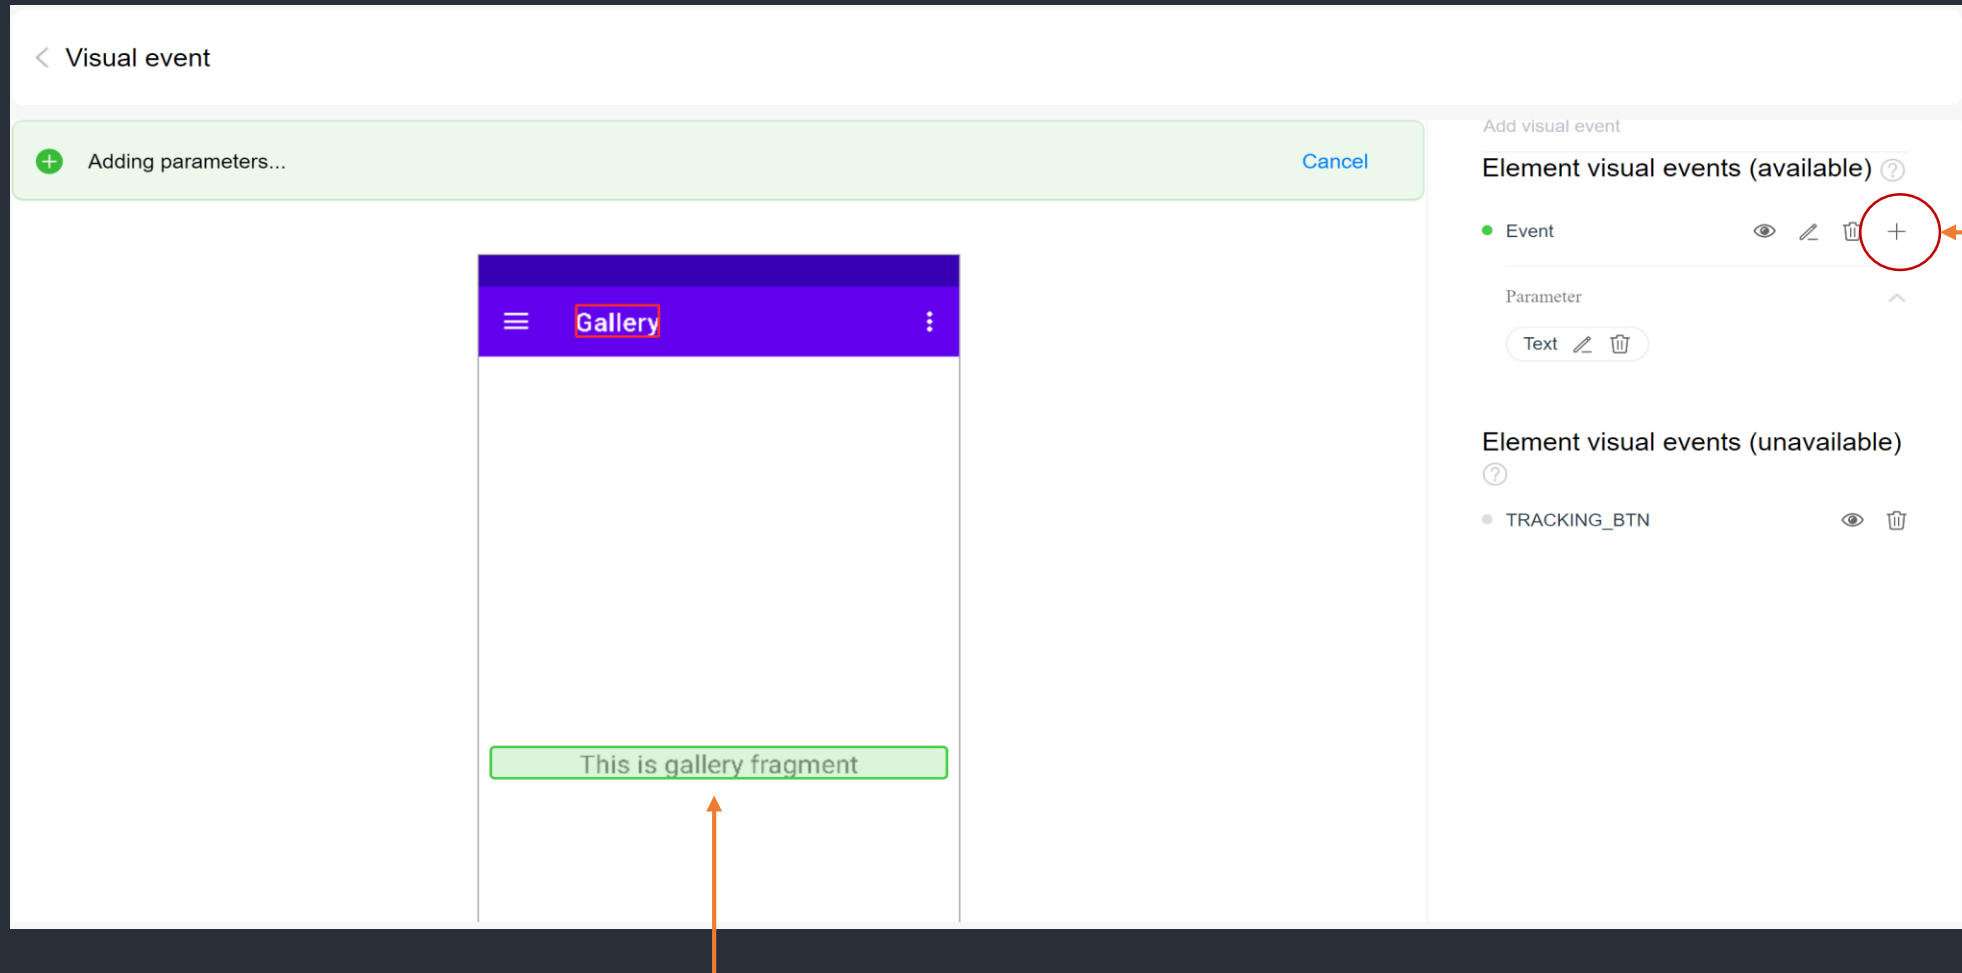 Visual event
Adding parameters...
Cancel
Gallery
This is gallery fragment
Add visual event
Element visual events (available)
Event
Parameter
Text
Element visual events (unavailable)
TRACKING_BTN